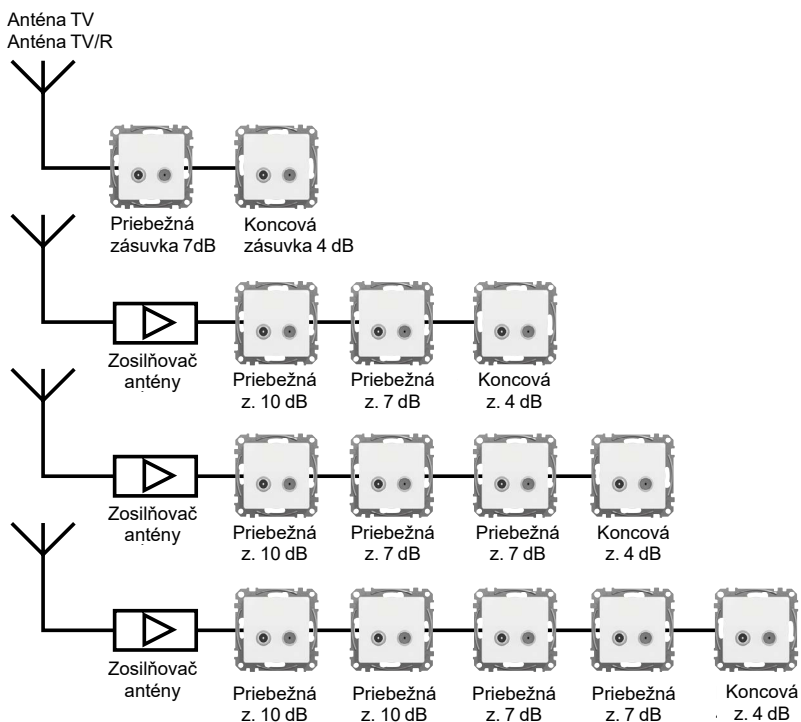 Anténa TV
Anténa TV/R
Priebežná
zásuvka 7dB
Koncová
zásuvka 4 dB
Zosilňovač
antény
Priebežná
z. 10 dB
Priebežná
z. 7 dB
Koncová
z. 4 dB
Zosilňovač
antény
Priebežná
z. 10 dB
Priebežná
z. 7 dB
Priebežná
z. 7 dB
Koncová
z. 4 dB
Zosilňovač
antény
Priebežná
z. 10 dB
Priebežná
z. 10 dB
Priebežná
z. 7 dB
Priebežná
z. 7 dB
Koncová
z. 4 dB